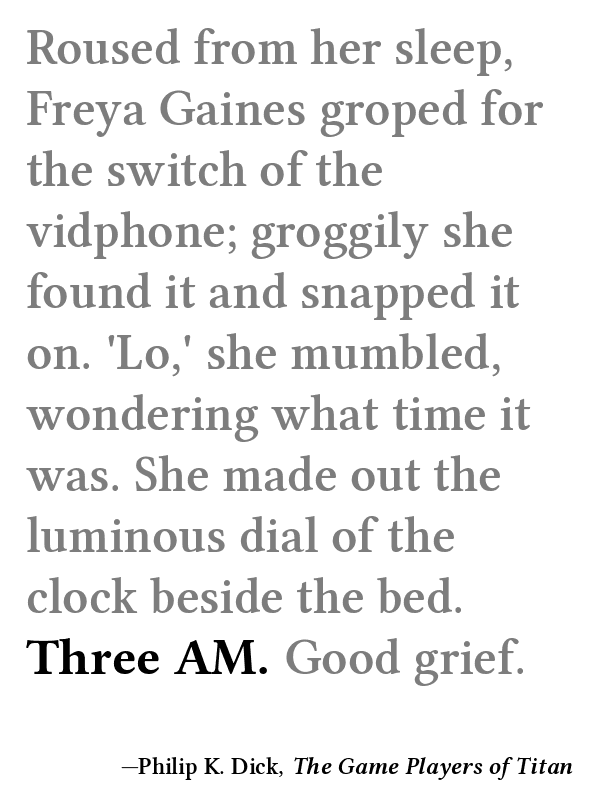 Roused from her sleep,
Freya Gaines groped for
the switch of the
vidphone; groggily she
found it and snapped it
on. 'Lo,' she mumbled,
wondering what time it
was. She made out the
luminous dial of the
clock beside the bed.
Three AM. Good grief.
—Philip K. Dick, The Game Players of Titan